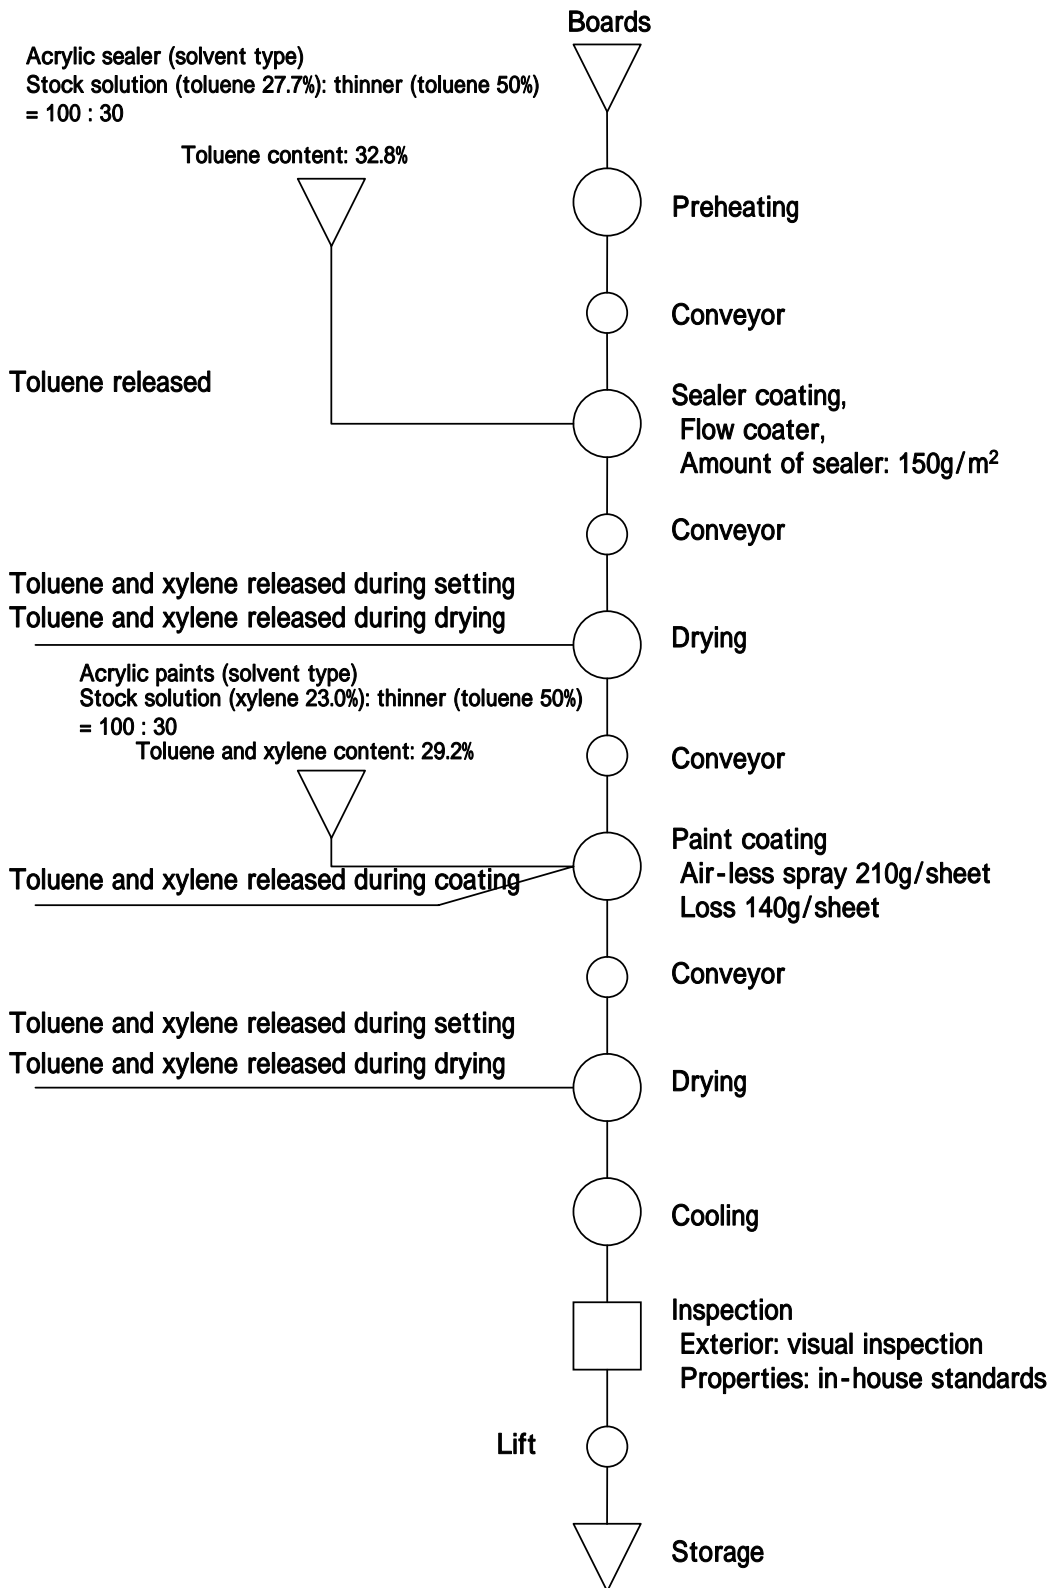 Boards
Acrylic sealer (solvent type)
Stock solution (toluene 27.7%): thinner (toluene 50%)
= 100 : 30
Toluene content: 32.8%
Preheating
Conveyor
Toluene released
Sealer coating,
Flow coater,
Amount of sealer: 150g/m²
Conveyor
Toluene and xylene released during setting
Toluene and xylene released during drying
Drying
Acrylic paints (solvent type)
Stock solution (xylene 23.0%): thinner (toluene 50%)
= 100 : 30
Toluene and xylene content: 29.2%
Conveyor
Paint coating
Air-less spray 210g/sheet
Loss 140g/sheet
Toluene and xylene released during coating
Conveyor
Toluene and xylene released during setting
Toluene and xylene released during drying
Drying
Cooling
Inspection
Exterior: visual inspection
Properties: in-house standards
Lift
Storage